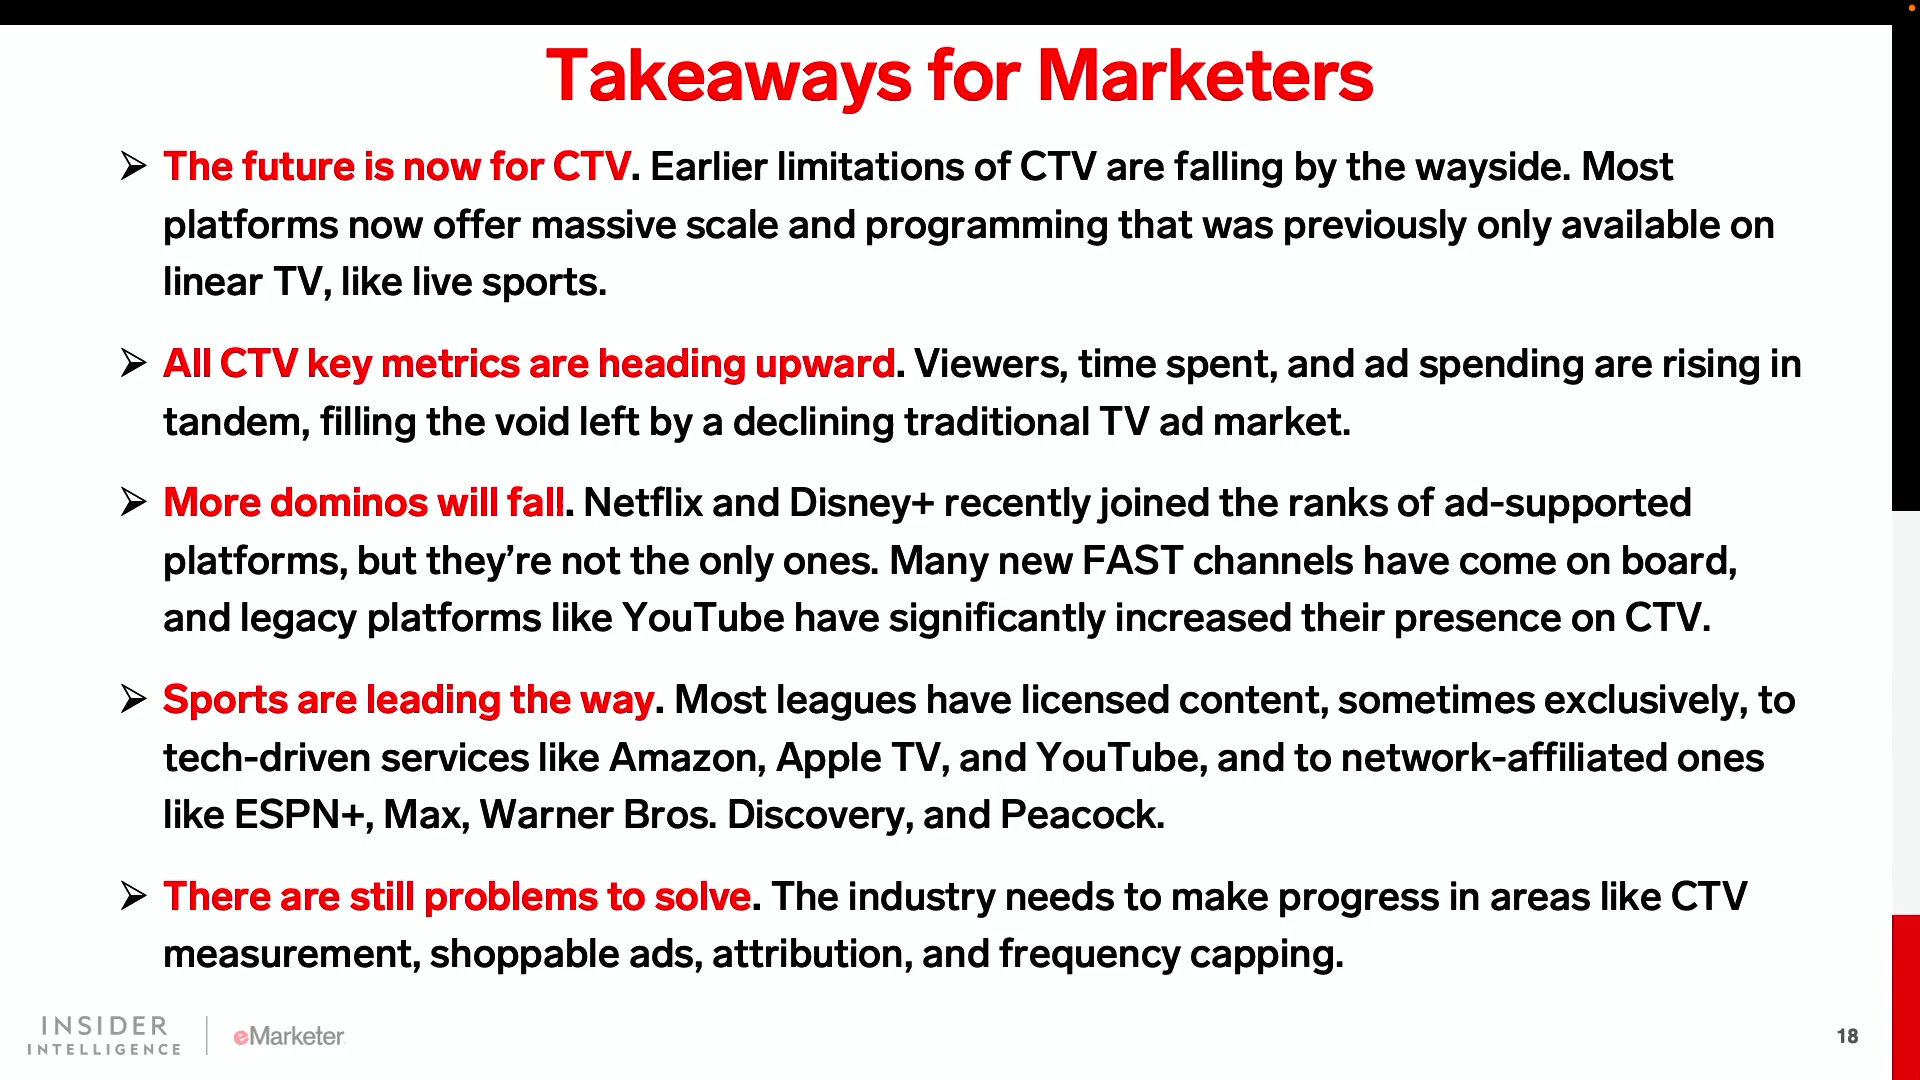 Takeaways for Marketers
➢ The future is now for CTV. Earlier limitations of CTV are falling by the wayside. Most
platforms now offer massive scale and programming that was previously only available on
linear TV, like live sports.
➢ All CTV key metrics are heading upward. Viewers, time spent, and ad spending are rising in
tandem, filling the void left by a declining traditional TV ad market.
➢ More dominos will fall. Netflix and Disney+ recently joined the ranks of ad-supported
platforms, but they’re not the only ones. Many new FAST channels have come on board,
and legacy platforms like YouTube have significantly increased their presence on CTV.
➢ Sports are leading the way. Most leagues have licensed content, sometimes exclusively, to
tech-driven services like Amazon, Apple TV, and YouTube, and to network-affiliated ones
like ESPN+, Max, Warner Bros. Discovery, and Peacock.
➢ There are still problems to solve. The industry needs to make progress in areas like CTV
measurement, shoppable ads, attribution, and frequency capping.
INSIDER
INTELLIGENCE
eMarketer
18